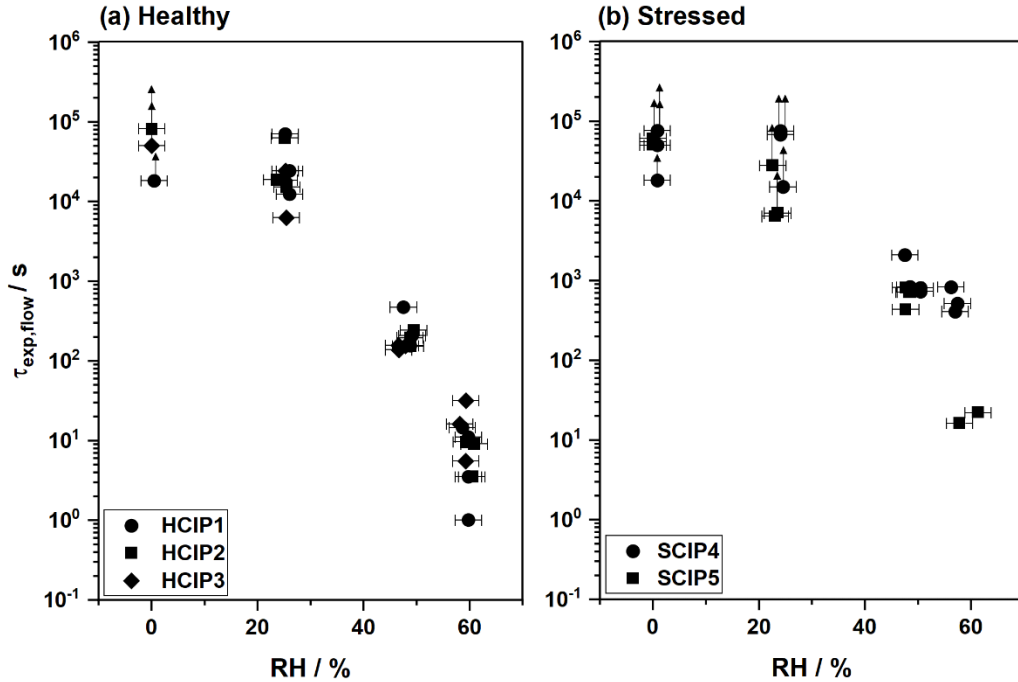 (a) Healthy
(b) Stressed
τexp,flow / s
10⁶
10⁵
10⁴
10³
10²
10¹
10⁰
10⁻¹
HCIP1
HCIP2
HCIP3
0 20 40 60
RH / %
10⁶
10⁵
10⁴
10³
10²
10¹
10⁰
10⁻¹
SCIP4
SCIP5
0 20 40 60
RH / %